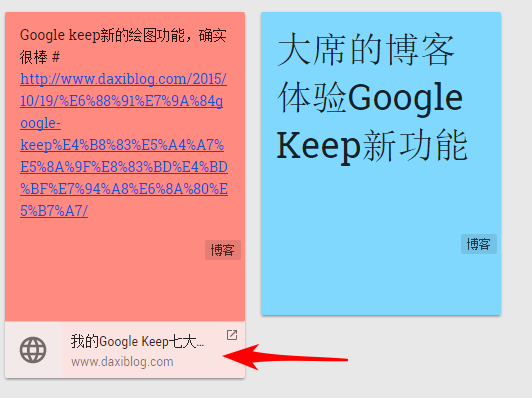 Google keep新的绘图功能，确实
很棒 #
http://www.daxiblog.com/2015/
10/19/%E6%88%91%E7%9A%84g
oogle-
keep%E4%B8%83%E5%A4%A7%
E5%8A%9F%E8%83%BD%E4%BD
%BF%E7%94%A8%E6%8A%80%E
5%B7%A7/
博客
我的Google Keep七大...
www.daxiblog.com
大席的博客
体验Google
Keep新功能
博客